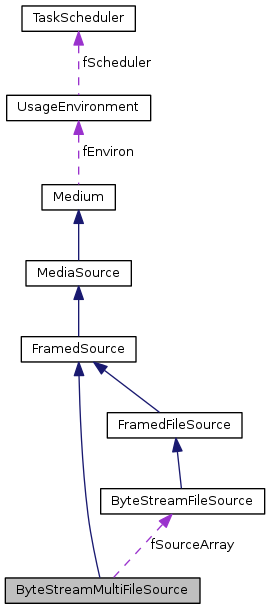 TaskScheduler
fScheduler
UsageEnvironment
fEnviron
Medium
MediaSource
FramedSource
FramedFileSource
ByteStreamFileSource
fSourceArray
ByteStreamMultiFileSource